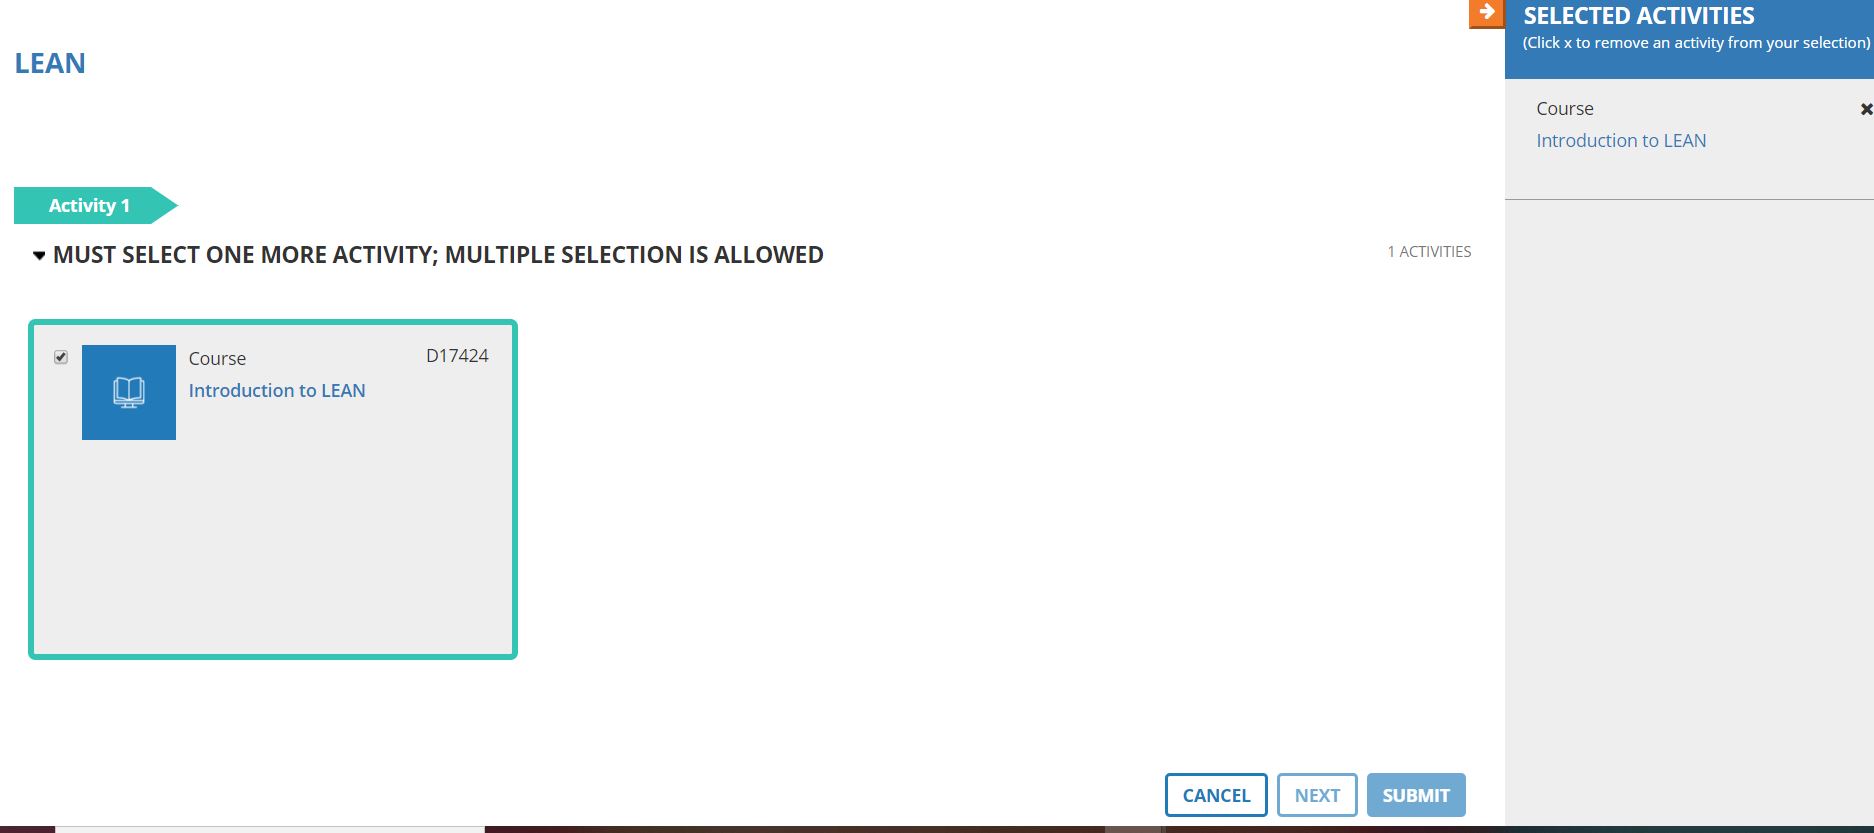 LEAN
Activity 1
MUST SELECT ONE MORE ACTIVITY; MULTIPLE SELECTION IS ALLOWED
1 ACTIVITIES
Course
D17424
Introduction to LEAN
CANCEL
NEXT
SUBMIT
SELECTED ACTIVITIES
(Click x to remove an activity from your selection)
Course
Introduction to LEAN